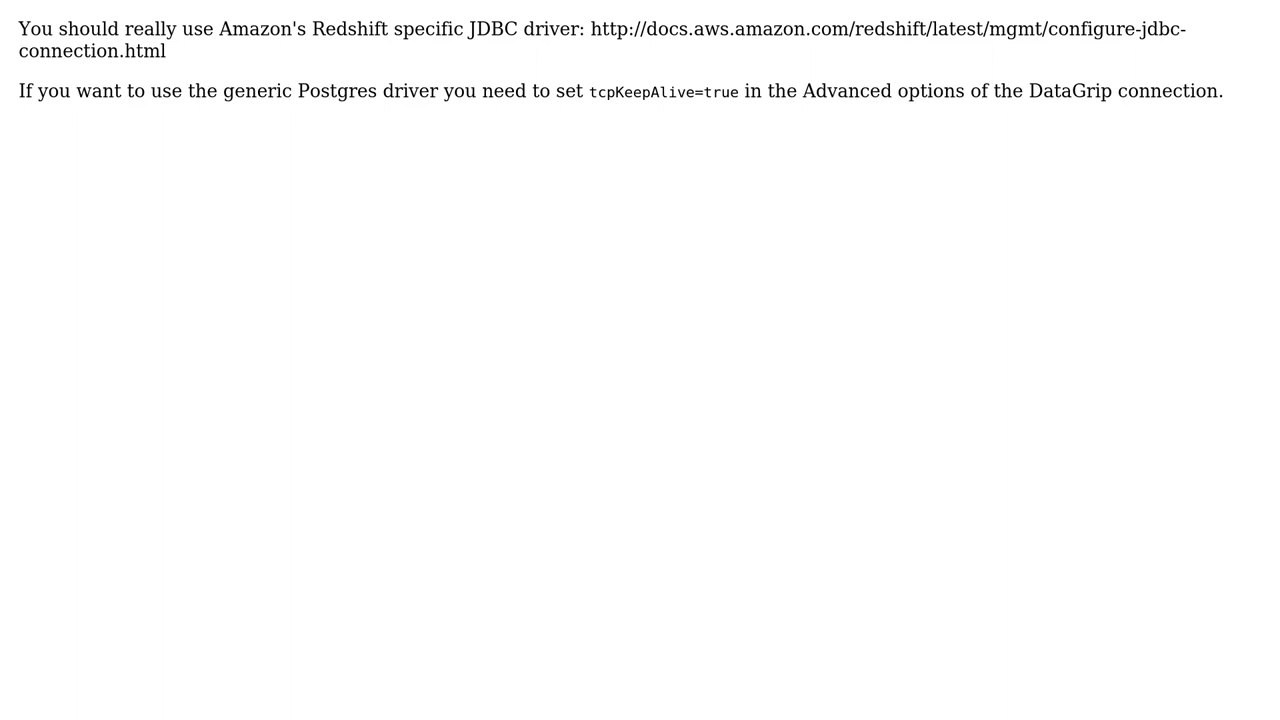 You should really use Amazon's Redshift specific JDBC driver: http://docs.aws.amazon.com/redshift/latest/mgmt/configure-jdbc-
connection.html
If you want to use the generic Postgres driver you need to set tcpKeepAlive=true in the Advanced options of the DataGrip connection.